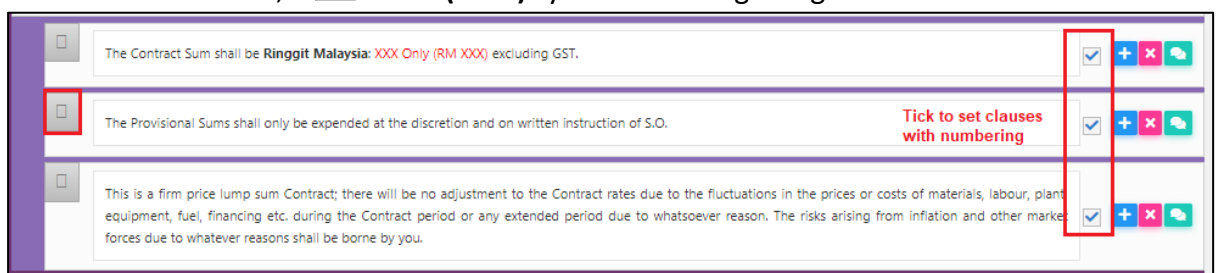 The Contract Sum shall be Ringgit Malaysia: XXX Only (RM XXX) excluding GST.
The Provisional Sums shall only be expended at the discretion and on written instruction of S.O.
Tick to set clauses
with numbering
This is a firm price lump sum Contract; there will be no adjustment to the Contract rates due to the fluctuations in the prices or costs of materials, labour, plant
equipment, fuel, financing etc. during the Contract period or any extended period due to whatsoever reason. The risks arising from inflation and other market
forces due to whatever reasons shall be borne by you.